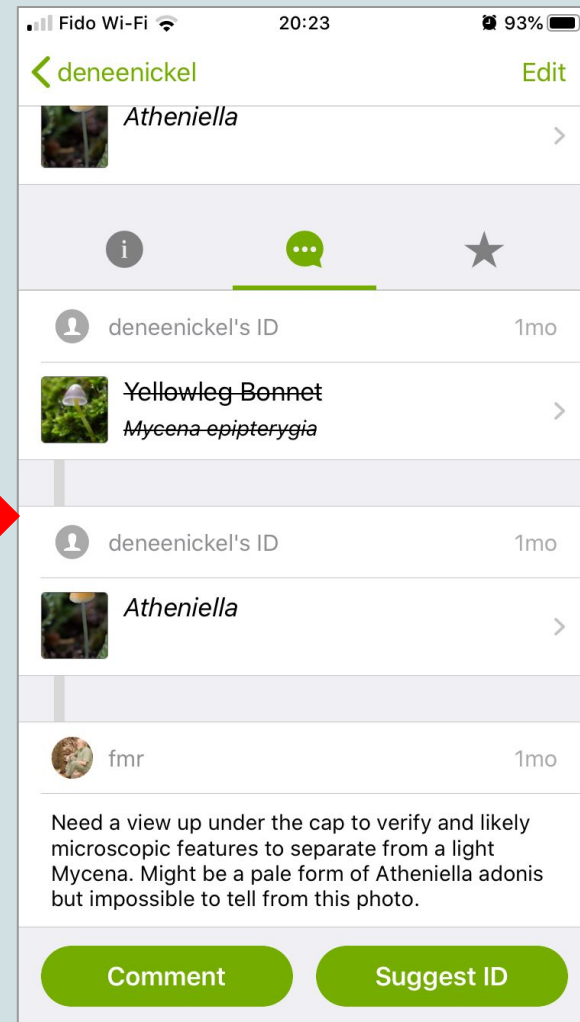 Fido Wi-Fi 20:23 93%
deneenickel Edit
Atheniella
deneenickel's ID 1mo
Yellowleg Bonnet
Mycena epipterygia
deneenickel's ID 1mo
Atheniella
fmr 1mo
Need a view up under the cap to verify and likely
microscopic features to separate from a light
Mycena. Might be a pale form of Atheniella adonis
but impossible to tell from this photo.
Comment Suggest ID